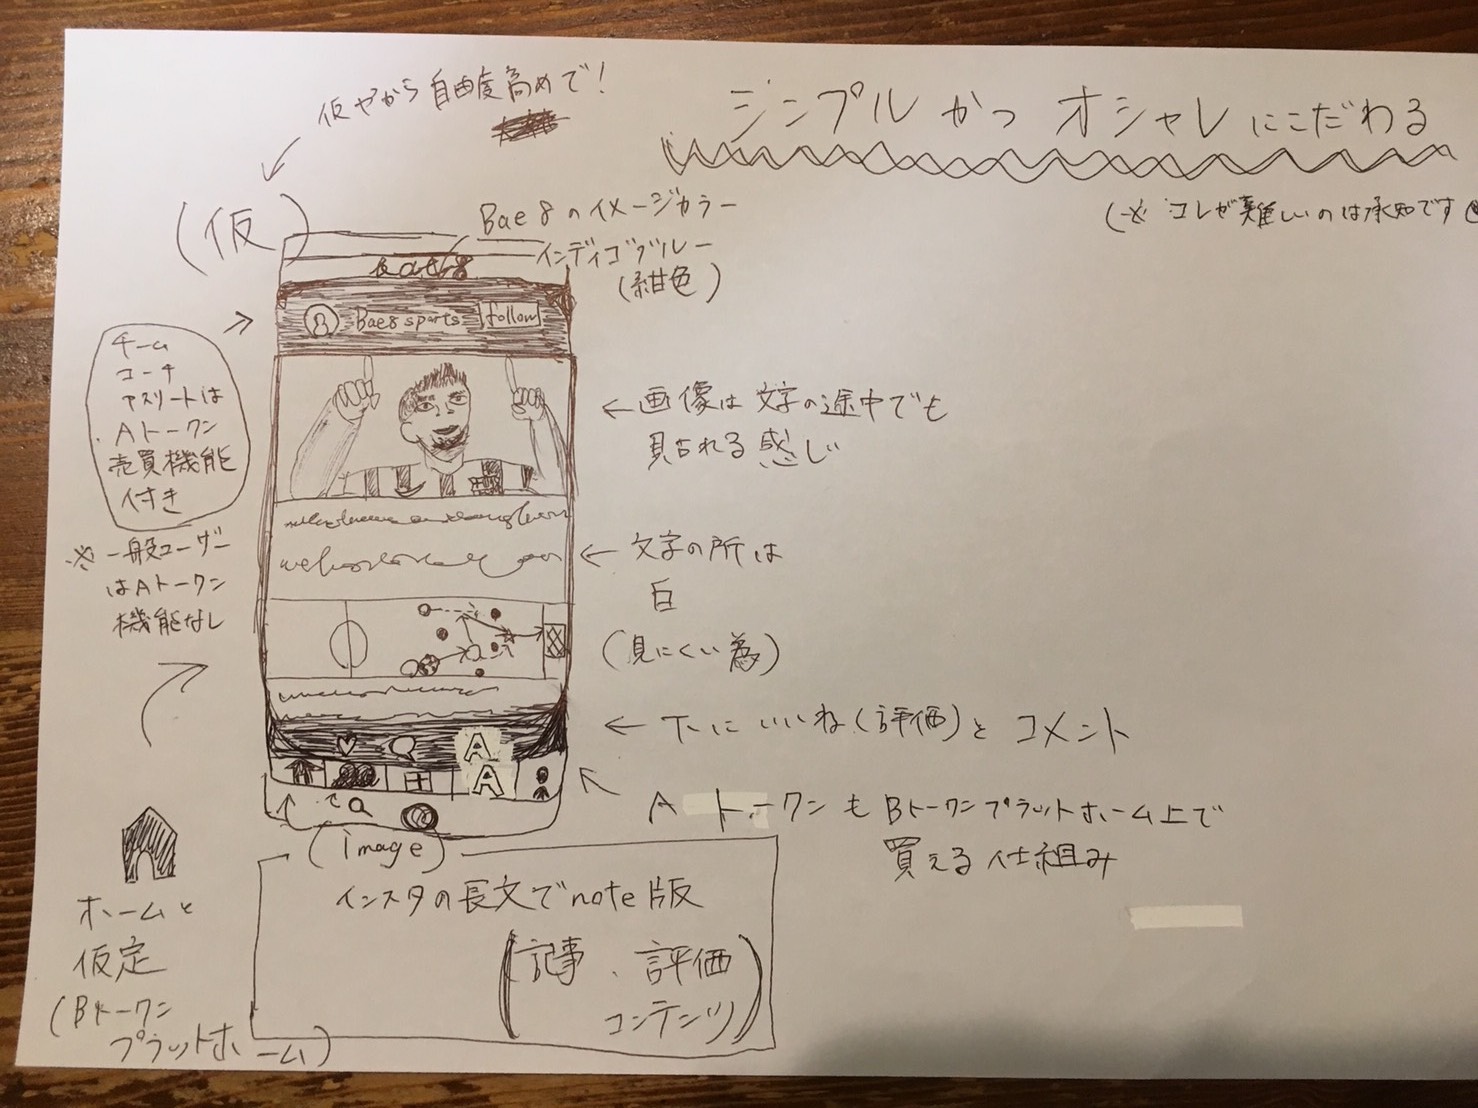 仮やから自由度高めで!
シンプル かつ オシャレ にこだわる
(※ コレが難しいのは承知です
(仮)
Bae8のイメージカラー
インディゴブルー
(紺色)
Bae8
B Bae8 sports follow
チーム
コーチ
アスリートは
Aトークン
売買機能
付き
※一般ユーザー
はAトークン
機能なし
←画像は文字の途中でも
見られる感じ
←文字の所は
白
(見にくい為)
←下にいいね(評価)とコメント
A
A
Aトークンも Bトークンプラットホーム上で
買える仕組み
(image)
インスタの長文でnote版
(記事、評価
コンテンツ)
ホームと
仮定
(Bトークン
プラットホーム)